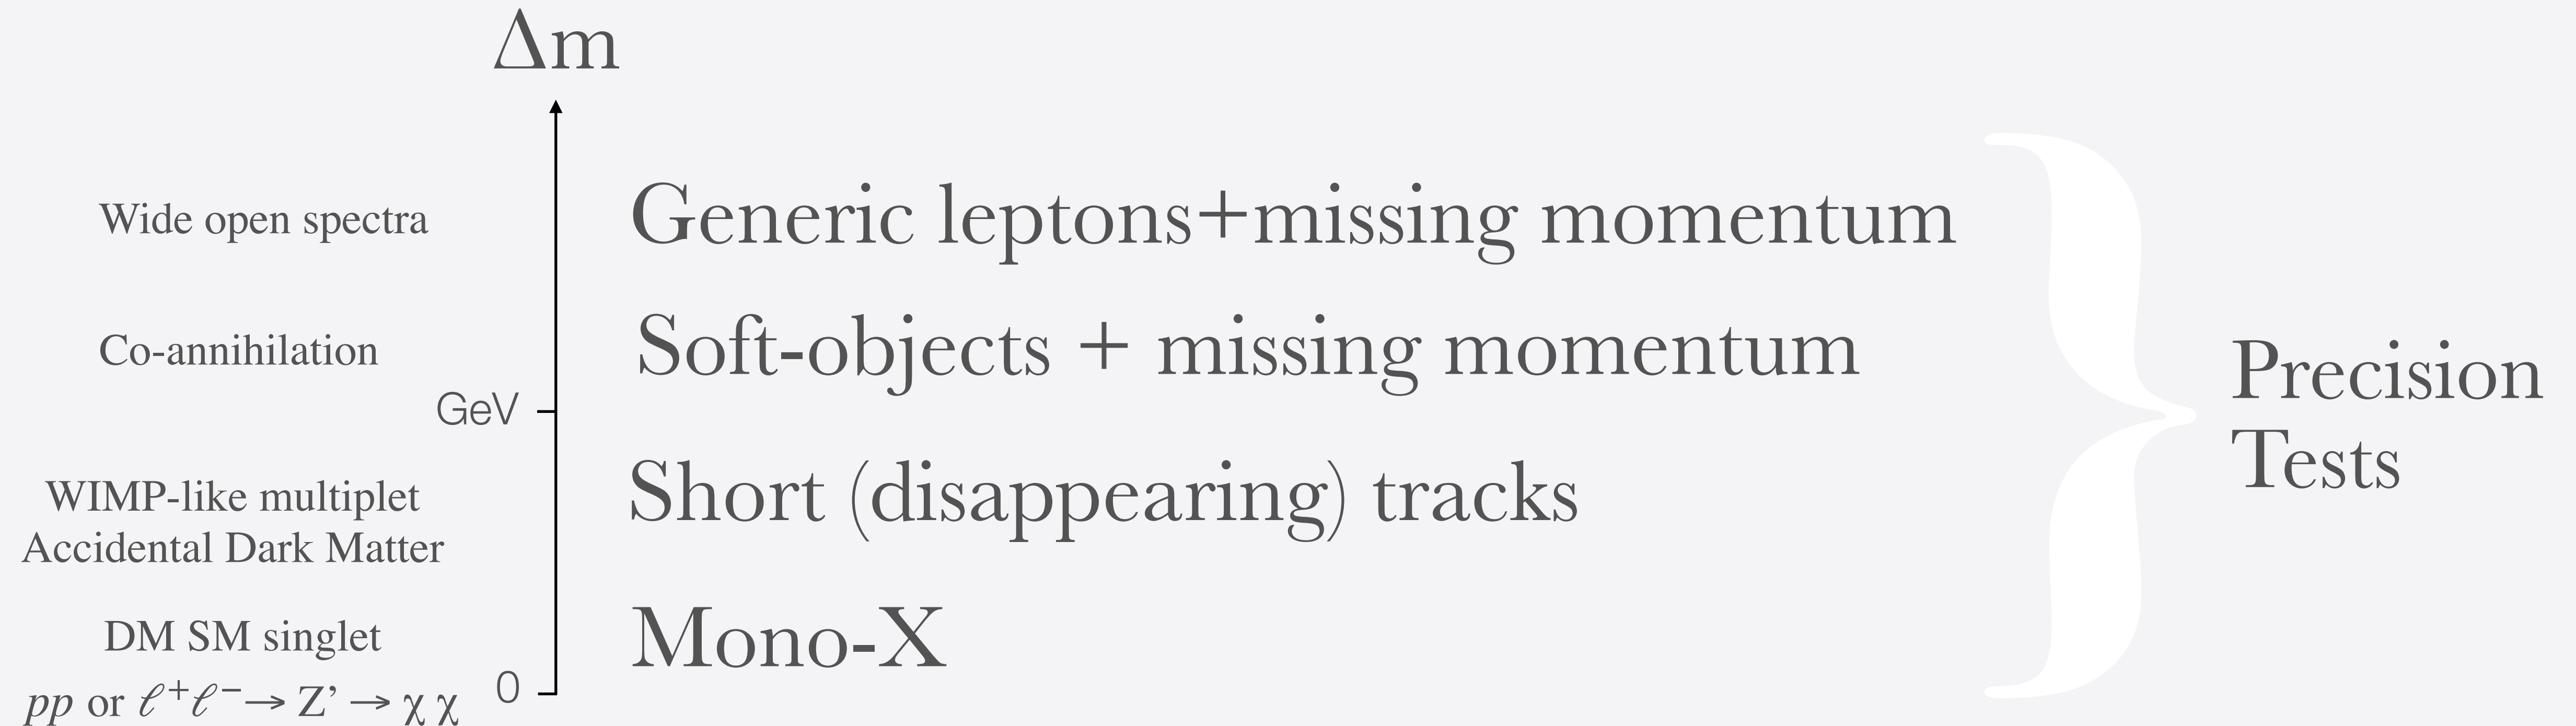 Δm
Wide open spectra
Generic leptons+missing momentum
Co-annihilation
Soft-objects + missing momentum
GeV
WIMP-like multiplet
Accidental Dark Matter
Short (disappearing) tracks
DM SM singlet
Mono-X
pp or ℓ⁺ℓ⁻→ Z’ → χ χ
0
Precision
Tests